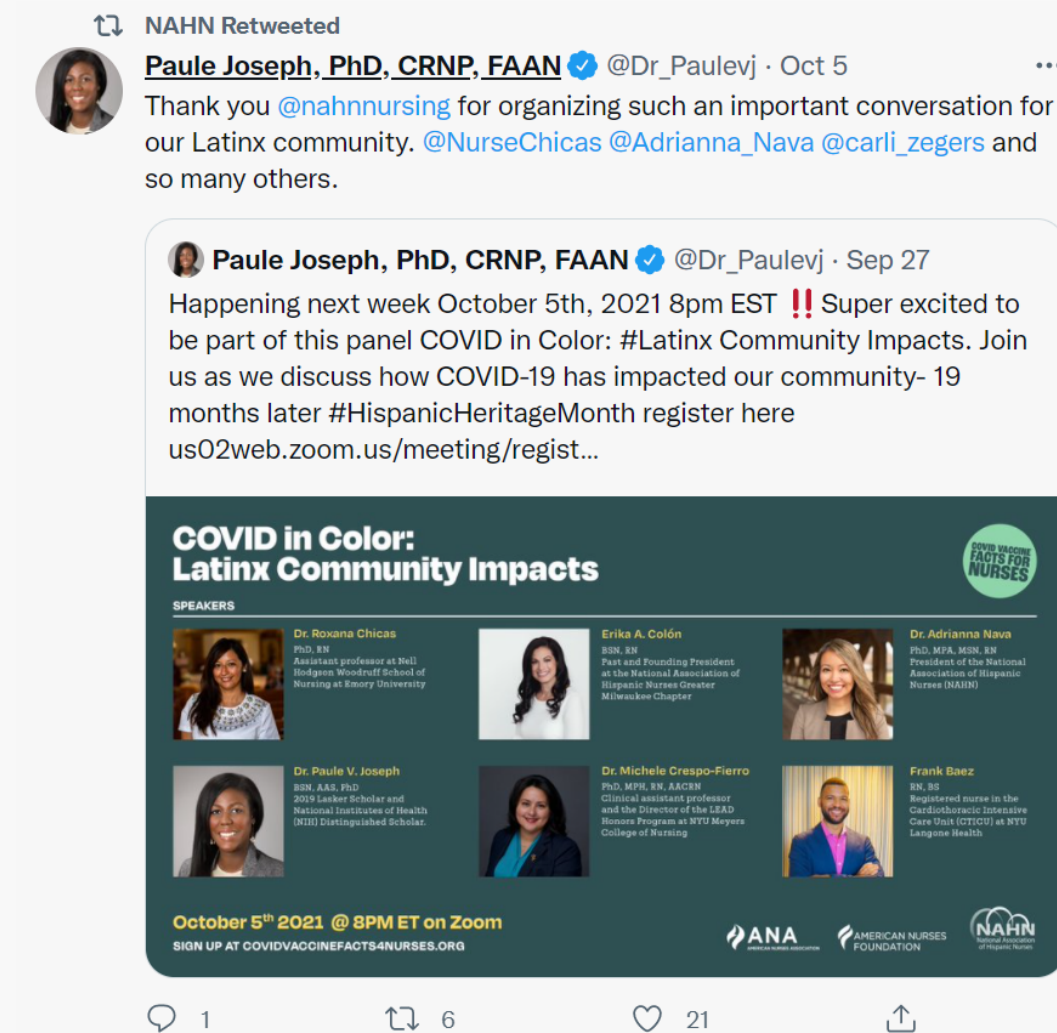 NAHN Retweeted
Paule Joseph, PhD, CRNP, FAAN @Dr_Paulevj · Oct 5
Thank you @nahnnursing for organizing such an important conversation for
our Latinx community. @NurseChicas @Adrianna_Nava @carli_zegers and
so many others.
Paule Joseph, PhD, CRNP, FAAN @Dr_Paulevj · Sep 27
Happening next week October 5th, 2021 8pm EST ‼️Super excited to
be part of this panel COVID in Color: #Latinx Community Impacts. Join
us as we discuss how COVID-19 has impacted our community- 19
months later #HispanicHeritageMonth register here
us02web.zoom.us/meeting/regist…
COVID in Color:
Latinx Community Impacts
COVID VACCINE
FACTS FOR
NURSES
SPEAKERS
Dr. Roxana Chicas
PhD, RN
Assistant professor at Nell
Hodgson Woodruff School of
Nursing at Emory University
Erika A. Colón
BSN, RN
Past and Founding President
at the National Association of
Hispanic Nurses Greater
Milwaukee Chapter
Dr. Adrianna Nava
PhD, MPA, MSN, RN
President of the National
Association of Hispanic
Nurses (NAHN)
Dr. Paule V. Joseph
BSN, AAS, PhD
2019 Lasker Scholar and
National Institutes of Health
(NIH) Distinguished Scholar.
Dr. Michele Crespo-Fierro
PhD, MPH, RN, AACRN
Clinical assistant professor
and the Director of the LEAD
Honors Program at NYU Meyers
College of Nursing
Frank Baez
RN, BS
Registered nurse in the
Cardiothoracic Intensive
Care Unit (CTICU) at NYU
Langone Health
October 5th 2021 @ 8PM ET on Zoom
SIGN UP AT COVIDVACCINEFACTS4NURSES.ORG
ANA
AMERICAN NURSES ASSOCIATION
AMERICAN NURSES
FOUNDATION
NAHN
National Association
of Hispanic Nurses
1 6 21